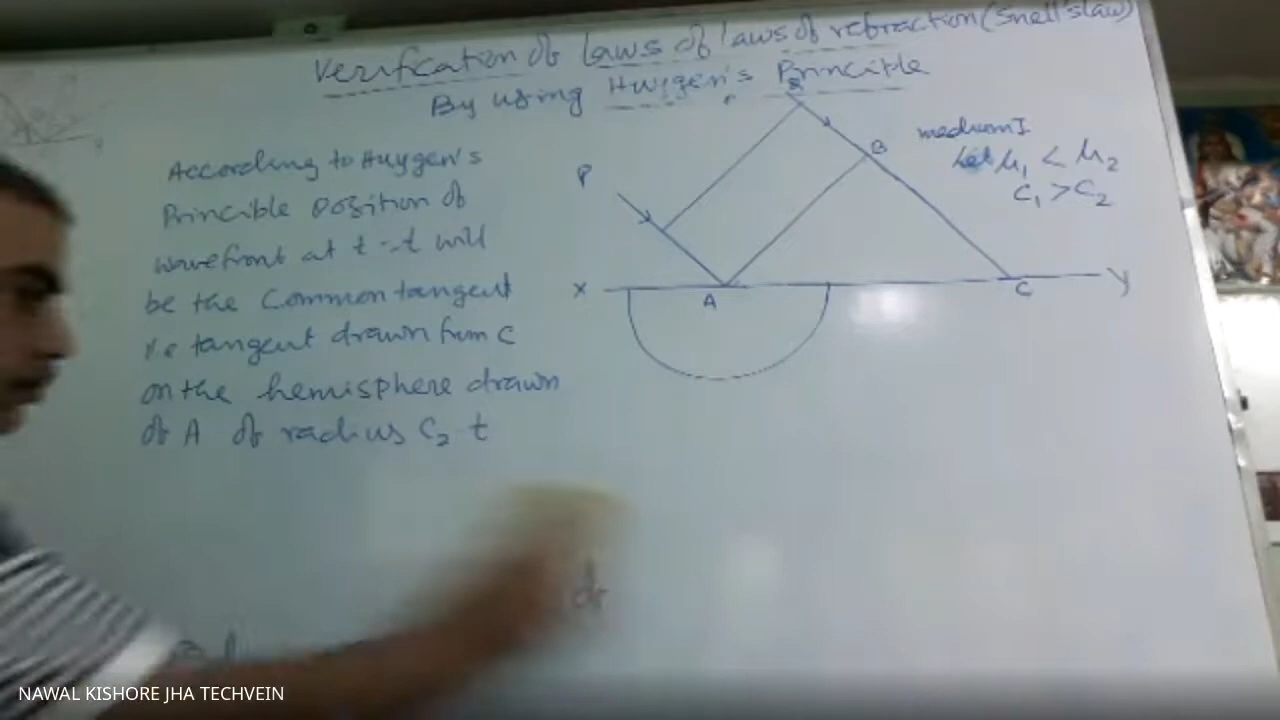 Verification of Laws of laws of refraction (Snell's law)
By using Huygen's Principle
According to Huygen's
Principle position of
wavefront at t = t will
be the Common tangent
i.e tangent drawn from C
on the hemisphere drawn
of A of radius C₂ t
P
B
medium I
Let μ₁ < μ₂
C₁ > C₂
X
A
C
Y
NAWAL KISHORE JHA TECHVEIN